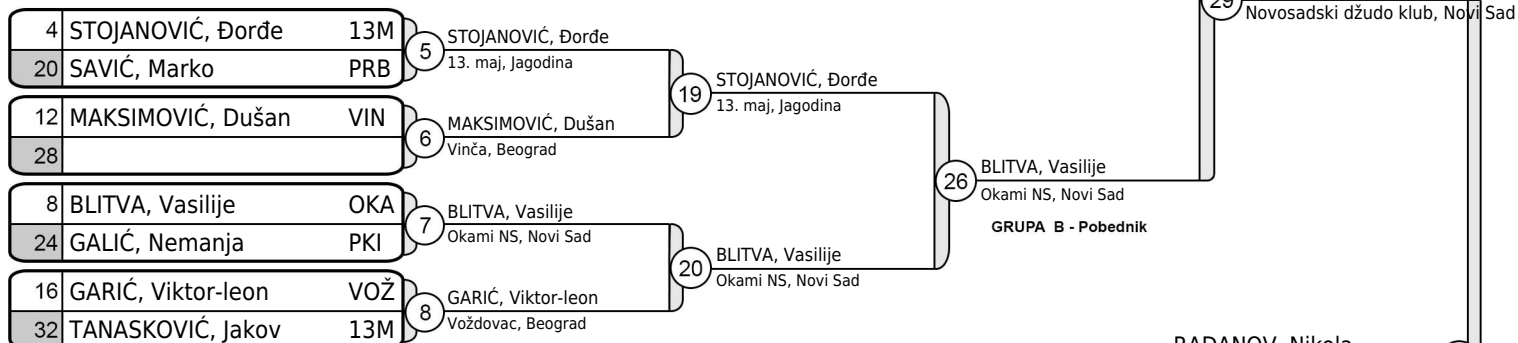 29
Novosadski džudo klub, Novi Sad
4 STOJANOVIĆ, Đorđe 13M
20 SAVIĆ, Marko PRB
5
STOJANOVIĆ, Đorđe
13. maj, Jagodina
12 MAKSIMOVIĆ, Dušan VIN
28
6
MAKSIMOVIĆ, Dušan
Vinča, Beograd
19
STOJANOVIĆ, Đorđe
13. maj, Jagodina
8 BLITVA, Vasilije OKA
24 GALIĆ, Nemanja PKI
7
BLITVA, Vasilije
Okami NS, Novi Sad
16 GARIĆ, Viktor-leon VOŽ
32 TANASKOVIĆ, Jakov 13M
8
GARIĆ, Viktor-leon
Voždovac, Beograd
20
BLITVA, Vasilije
Okami NS, Novi Sad
26
BLITVA, Vasilije
Okami NS, Novi Sad
GRUPA B - Pobednik
RADANOV, Nikola